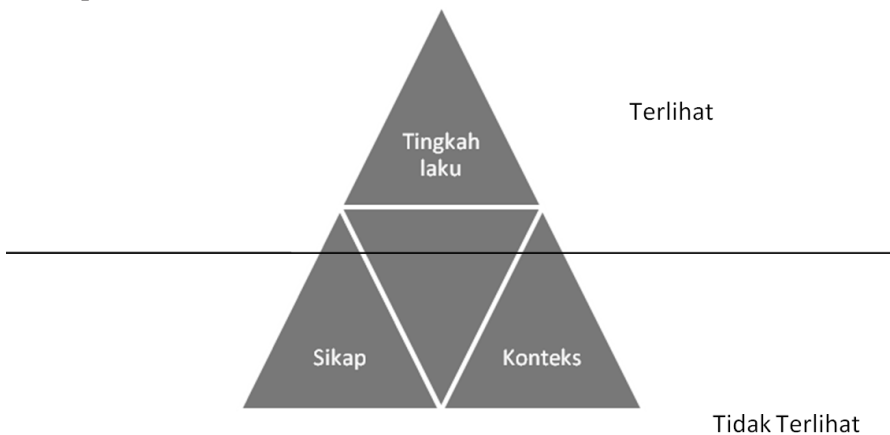 Terlihat
Tingkah
laku
Sikap
Konteks
Tidak Terlihat